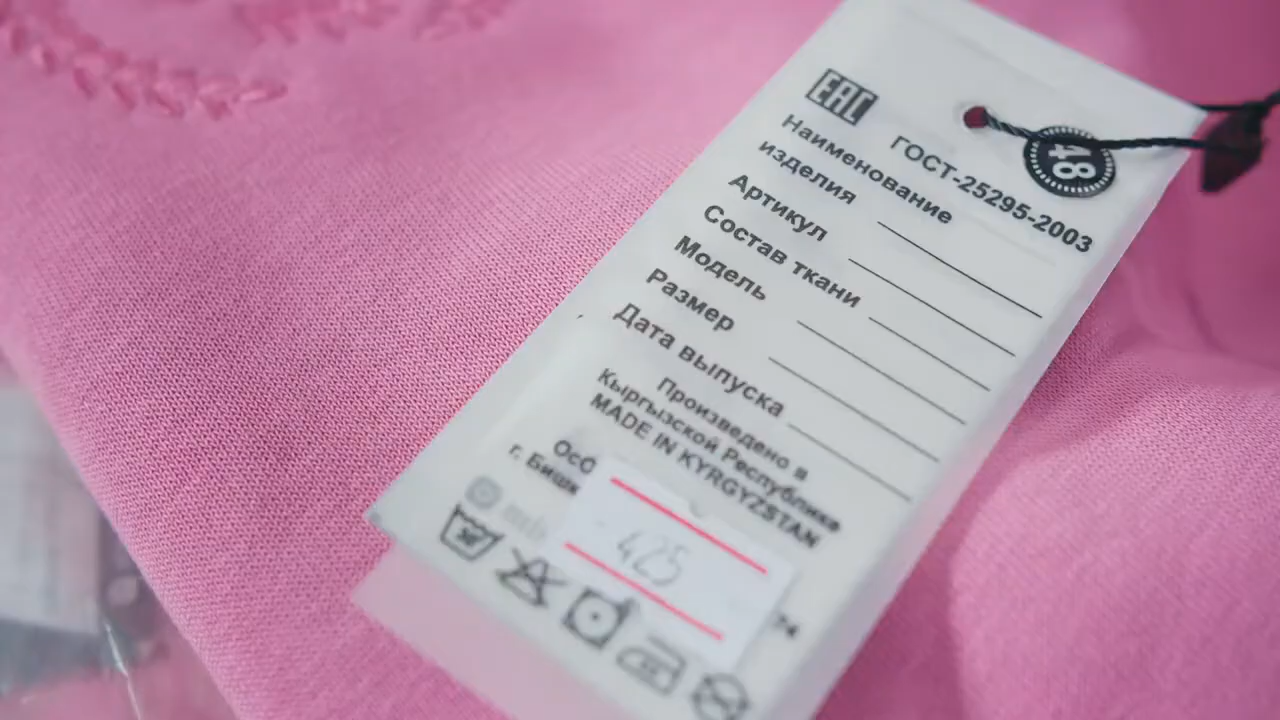 EAC
ГОСТ-25295-2003
48
Наименование
изделия
Артикул
Состав ткани
Модель
Размер
Дата выпуска
Произведено в
Кыргызской Республике
MADE IN KYRGYZSTAN
г.
425